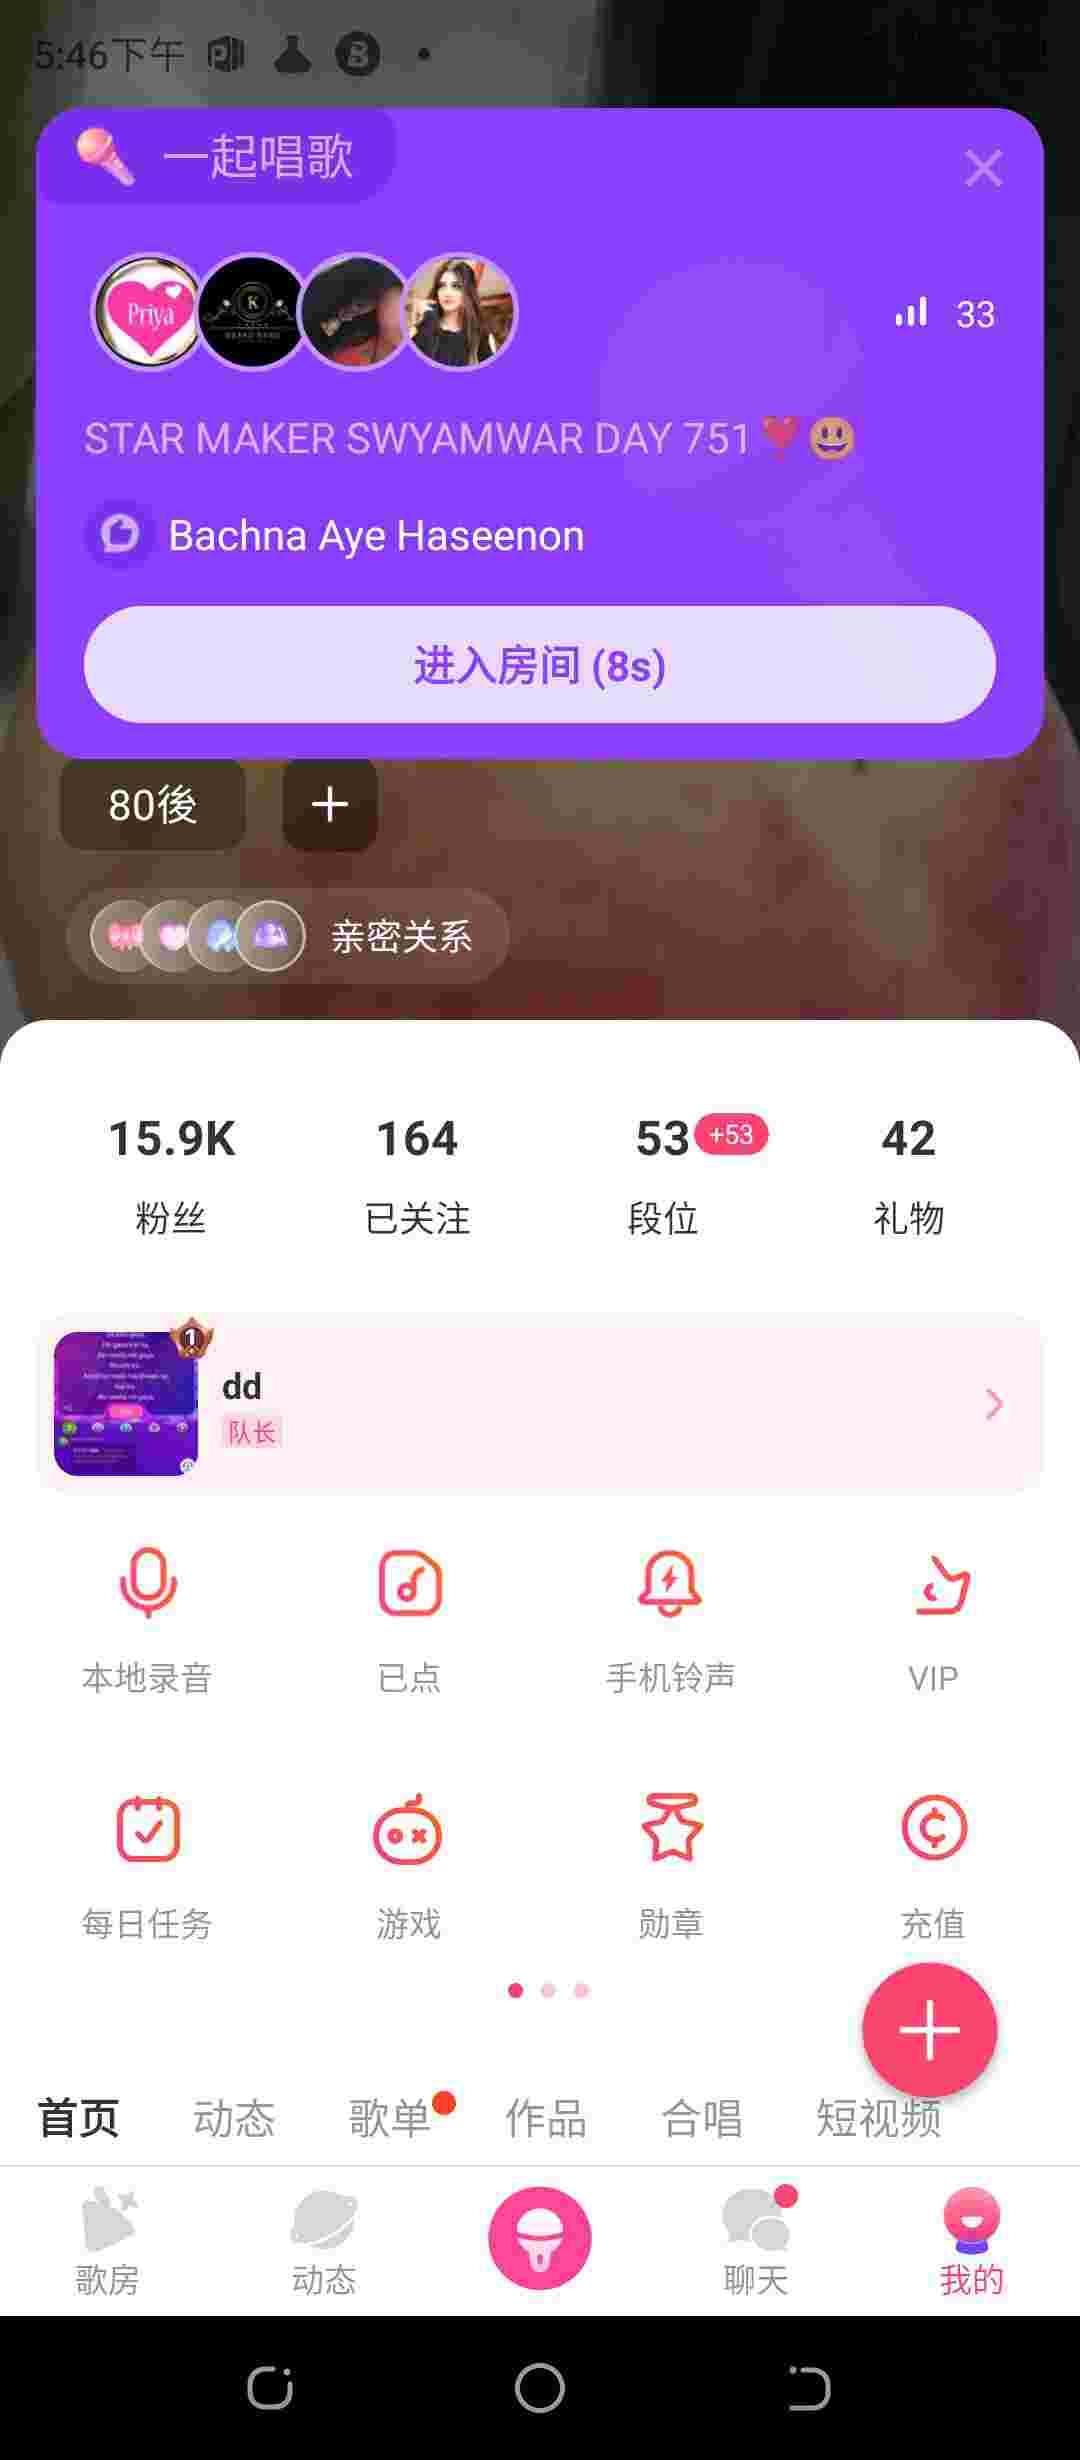 5:46下午
一起唱歌
Priya
K
33
STAR MAKER SWYAMWAR DAY 751❣️😃
Bachna Aye Haseenon
进入房间 (8s)
80後
亲密关系
15.9K 164 53 +53 42
粉丝 已关注 段位 礼物
1
dd
队长
本地录音 已点 手机铃声 VIP
每日任务 游戏 勋章 充值
首页 动态 歌单 作品 合唱 短视频
歌房 动态 聊天 我的